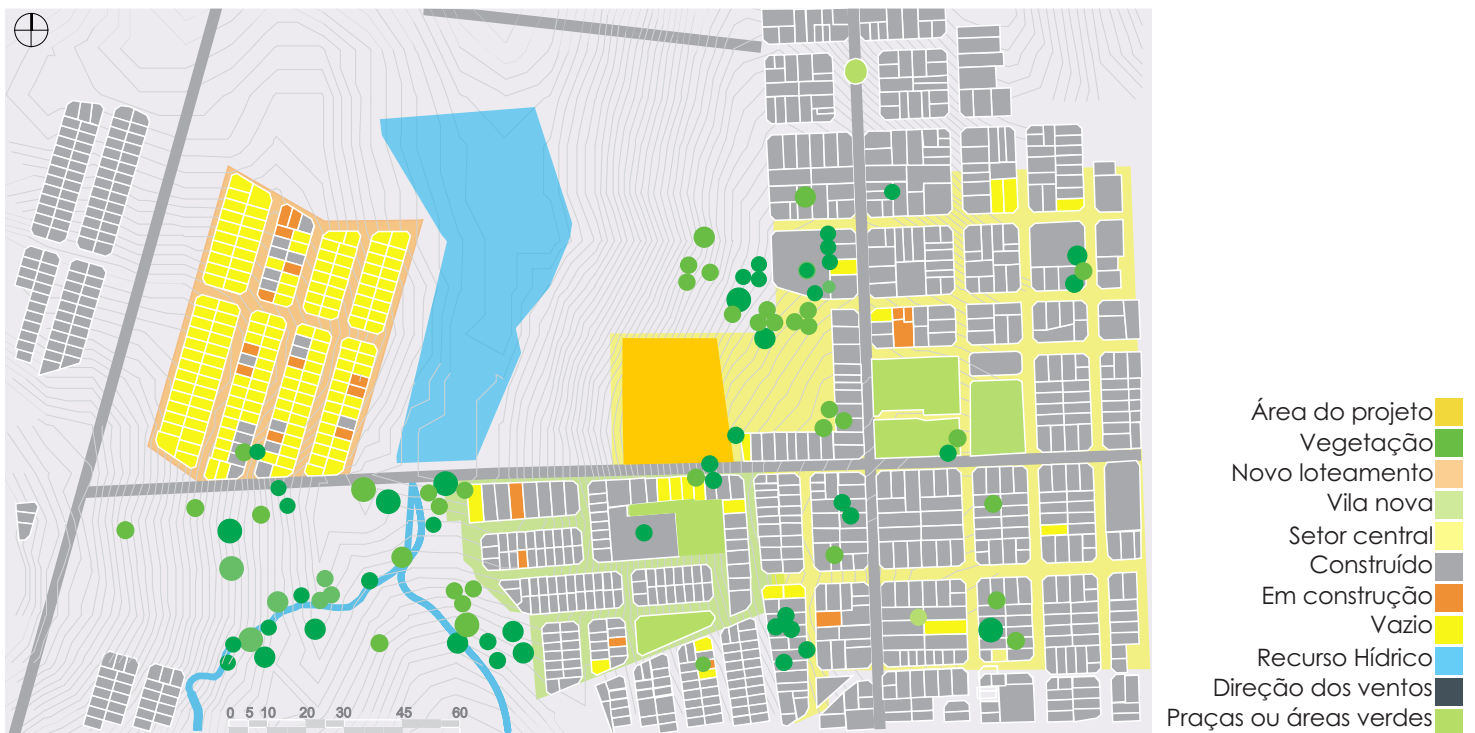 Área do projeto
Vegetação
Novo loteamento
Vila nova
Setor central
Construído
Em construção
Vazio
Recurso Hídrico
Direção dos ventos
Praças ou áreas verdes
0 5 10 20 30 45 60